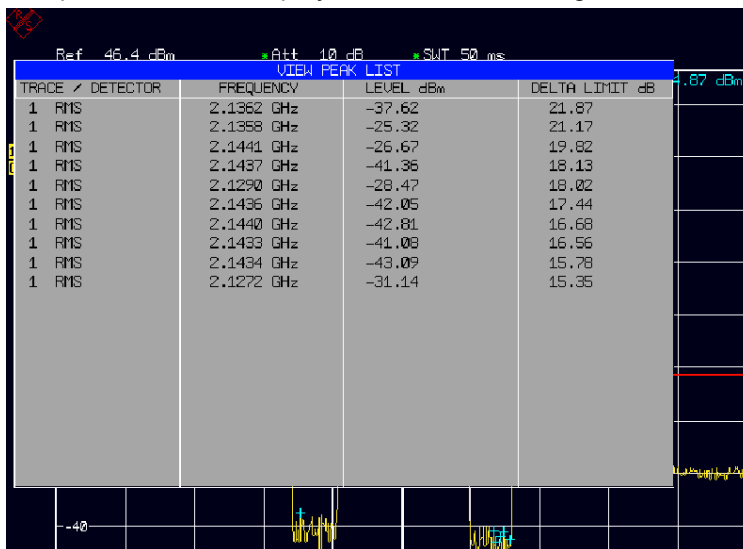 Ref 46.4 dBm *Att 10 dB *SWT 50 ms
VIEW PEAK LIST
4.87 dBm
TRACE / DETECTOR FREQUENCY LEVEL dBm DELTA LIMIT dB
1 RMS 2.1362 GHz -37.62 21.87
1 RMS 2.1358 GHz -25.32 21.17
1 RMS 2.1441 GHz -26.67 19.82
1 RMS 2.1437 GHz -41.36 18.13
1 RMS 2.1290 GHz -28.47 18.02
1 RMS 2.1436 GHz -42.05 17.44
1 RMS 2.1440 GHz -42.81 16.68
1 RMS 2.1433 GHz -41.08 16.56
1 RMS 2.1434 GHz -43.09 15.78
1 RMS 2.1272 GHz -31.14 15.35
-40